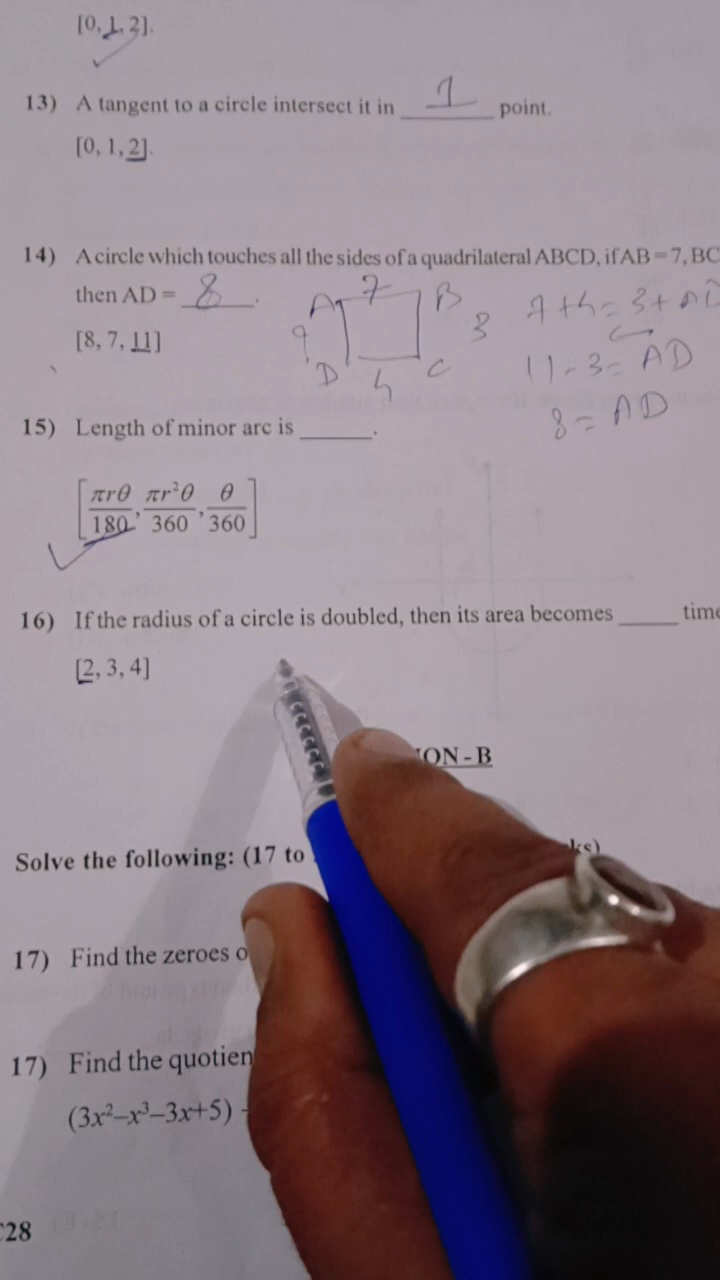 [0, 1, 2].
13) A tangent to a circle intersect it in 1 point.
[0, 1, 2].
14) A circle which touches all the sides of a quadrilateral ABCD, if AB = 7, BC
then AD = 8.
[8, 7, 11]
A 7 B
9 3
D 4 C
7 + 4 = 3 + AD
11 - 3 = AD
8 = AD
15) Length of minor arc is ______.
[πrθ/180, πr²θ/360, θ/360]
16) If the radius of a circle is doubled, then its area becomes _____ time
[2, 3, 4]
ON - B
Solve the following: (17 to ks)
17) Find the zeroes o
17) Find the quotien
(3x²–x³–3x+5)
28